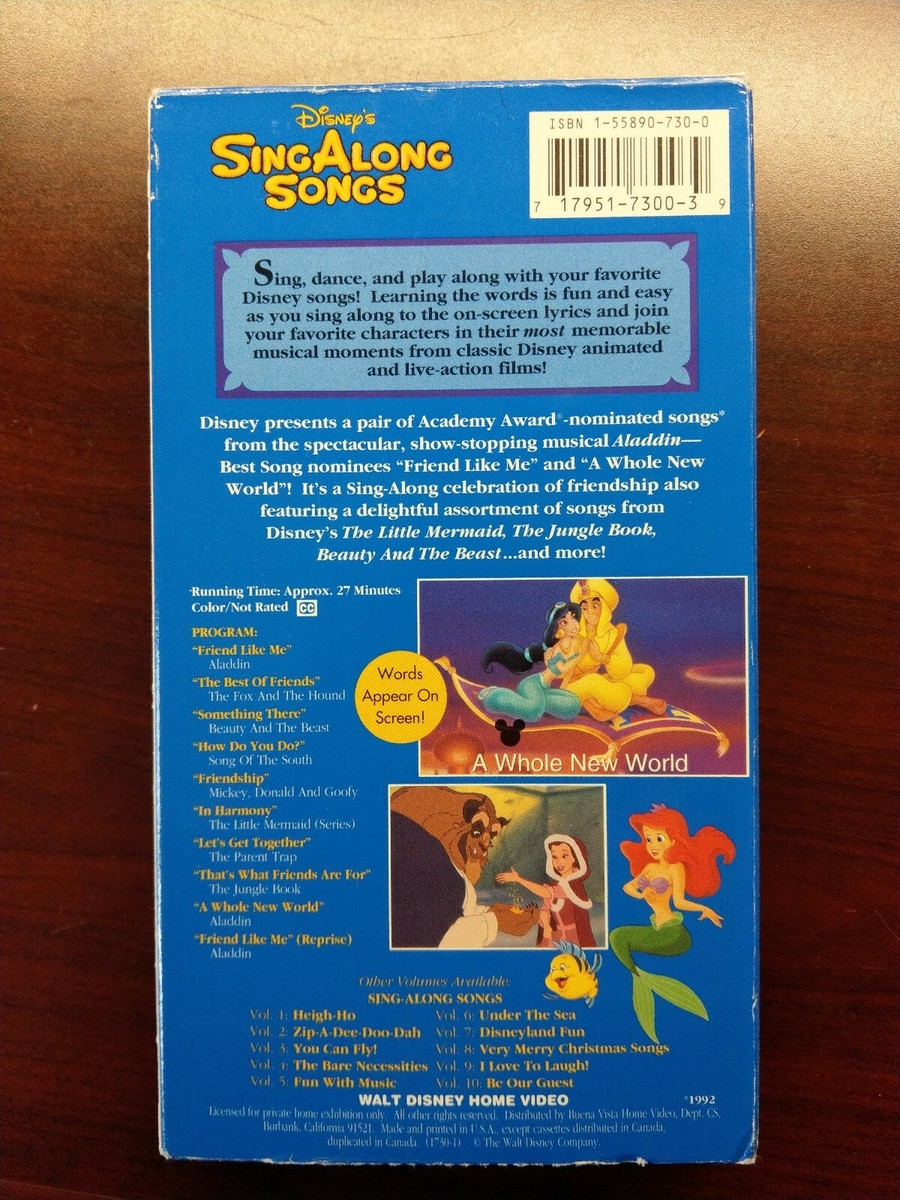 DISNEY'S
SING ALONG
SONGS
ISBN 1-55890-730-0
7 17951-7300-3 9
Sing, dance, and play along with your favorite
Disney songs! Learning the words is fun and easy
as you sing along to the on-screen lyrics and join
your favorite characters in their most memorable
musical moments from classic Disney animated
and live-action films!
Disney presents a pair of Academy Award®-nominated songs*
from the spectacular, show-stopping musical Aladdin—
Best Song nominees “Friend Like Me” and “A Whole New
World”! It’s a Sing-Along celebration of friendship also
featuring a delightful assortment of songs from
Disney’s The Little Mermaid, The Jungle Book,
Beauty And The Beast...and more!
Running Time: Approx. 27 Minutes
Color/Not Rated CC
PROGRAM:
“Friend Like Me”
Aladdin
“The Best Of Friends”
The Fox And The Hound
“Something There”
Beauty And The Beast
“How Do You Do?”
Song Of The South
“Friendship”
Mickey, Donald And Goofy
“In Harmony”
The Little Mermaid (Series)
“Let’s Get Together”
The Parent Trap
“That’s What Friends Are For”
The Jungle Book
“A Whole New World”
Aladdin
“Friend Like Me” (Reprise)
Aladdin
Words
Appear On
Screen!
A Whole New World
Other Volumes Available:
SING-ALONG SONGS
Vol. 1: Heigh-Ho
Vol. 2: Zip-A-Dee-Doo-Dah
Vol. 3: You Can Fly!
Vol. 4: The Bare Necessities
Vol. 5: Fun With Music
Vol. 6: Under The Sea
Vol. 7: Disneyland Fun
Vol. 8: Very Merry Christmas Songs
Vol. 9: I Love To Laugh!
Vol. 10: Be Our Guest
WALT DISNEY HOME VIDEO
*1992
Licensed for private home exhibition only. All other rights reserved. Distributed by Buena Vista Home Video, Dept. CS,
Burbank, California 91521. Made and printed in U.S.A., except cassettes distributed in Canada,
duplicated in Canada. (1730-1) © The Walt Disney Company.